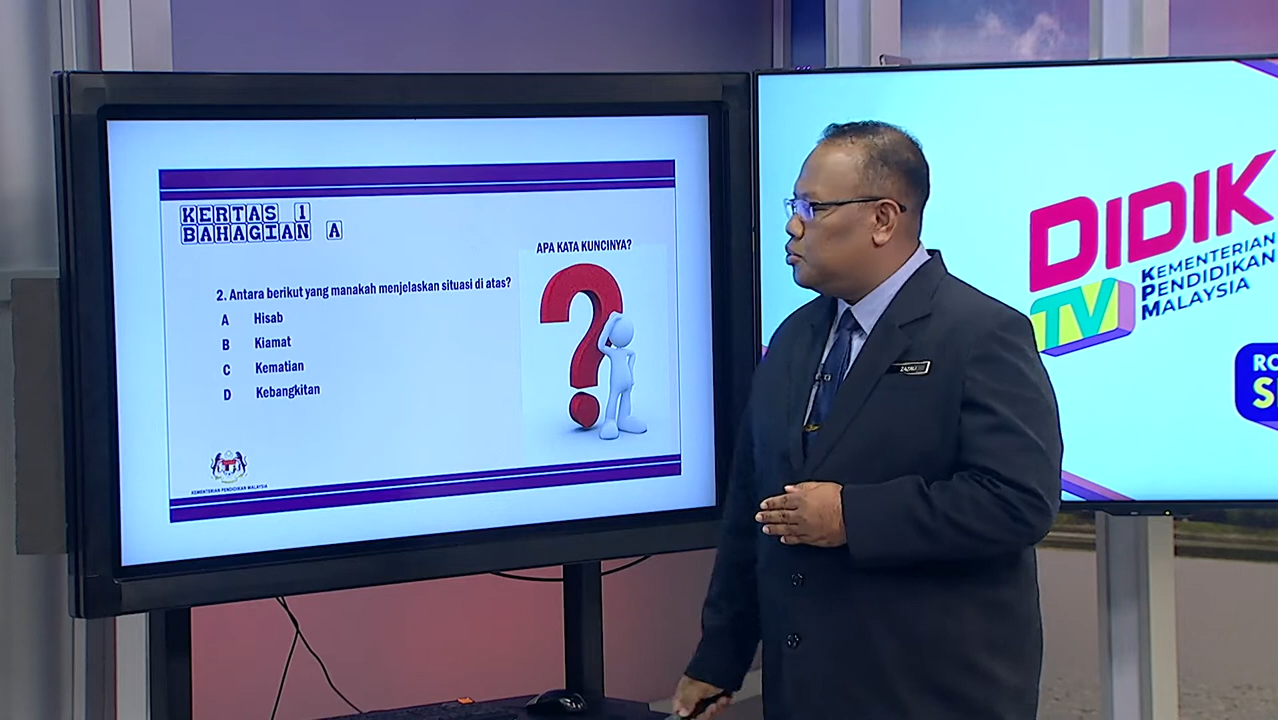 KERTAS 1
BAHAGIAN A
APA KATA KUNCINYA?
2. Antara berikut yang manakah menjelaskan situasi di atas?
A Hisab
B Kiamat
C Kematian
D Kebangkitan
KEMENTERIAN PENDIDIKAN MALAYSIA
DIDIK
TV
KEMENTERIAN
PENDIDIKAN
MALAYSIA